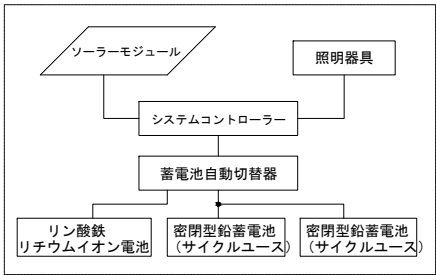 ソーラーモジュール
照明器具
システムコントローラー
蓄電池自動切替器
リン酸鉄
リチウムイオン電池
密閉型鉛蓄電池
（サイクルユース）
密閉型鉛蓄電池
（サイクルユース）